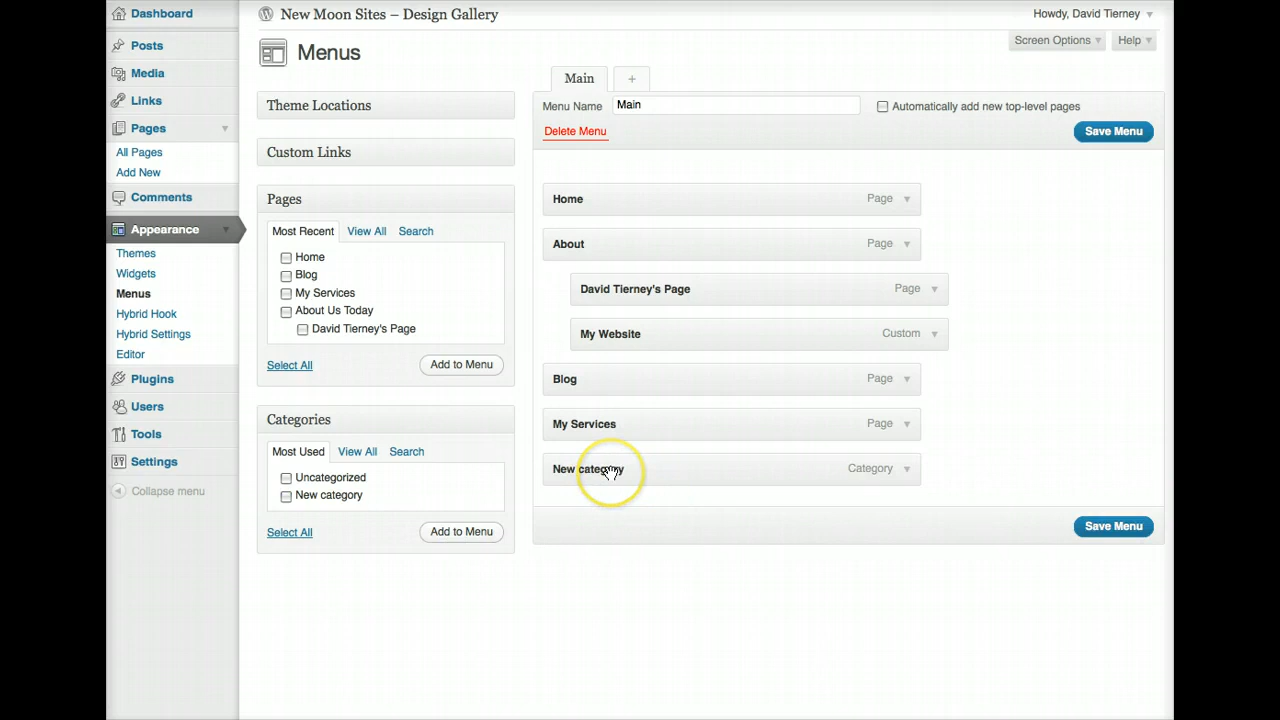 Dashboard
Posts
Media
Links
Pages
All Pages
Add New
Comments
Appearance
Themes
Widgets
Menus
Hybrid Hook
Hybrid Settings
Editor
Plugins
Users
Tools
Settings
Collapse menu
New Moon Sites – Design Gallery
Howdy, David Tierney
Screen Options
Help
Menus
Theme Locations
Custom Links
Pages
Most Recent View All Search
Home
Blog
My Services
About Us Today
David Tierney's Page
Select All Add to Menu
Categories
Most Used View All Search
Uncategorized
New category
Select All Add to Menu
Main +
Menu Name Main Automatically add new top-level pages
Delete Menu Save Menu
Home Page
About Page
David Tierney's Page Page
My Website Custom
Blog Page
My Services Page
New category Category
Save Menu